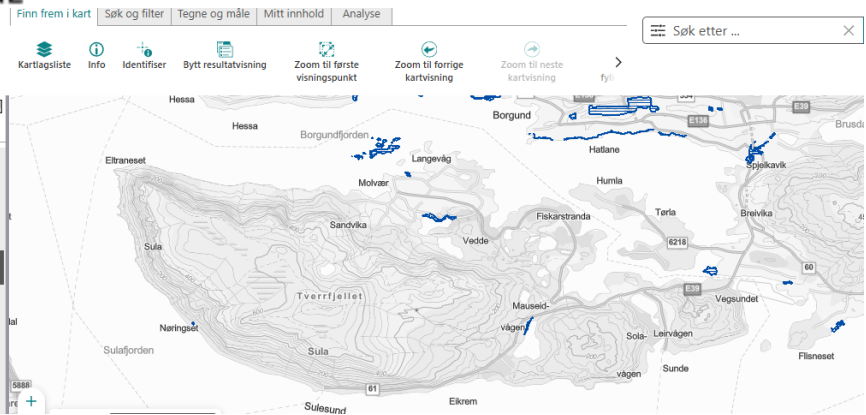 Finn frem i kart Søk og filter Tegne og måle Mitt innhold Analyse
Søk etter ...
Kartlagsliste Info Identifiser Bytt resultatvisning Zoom til første visningspunkt Zoom til forrige kartvisning Zoom til neste kartvisning
Hessa
Borgund
E39
E136
Hessa
Borgundfjorden
Hatlane
Eltraneset
Langevåg
Spjelkavik
Molvær
Humla
Sandvika
Fiskarstranda
Tørla
Breivika
Sula
Vedde
6218
60
E39
Tverrfjellet
Mauseid-
vågen
Vegsundet
Nøringset
Sula-
vågen
Leirvågen
Sulafjorden
Sula
Flisneset
Sunde
5888
61
Eikrem
Sulesund